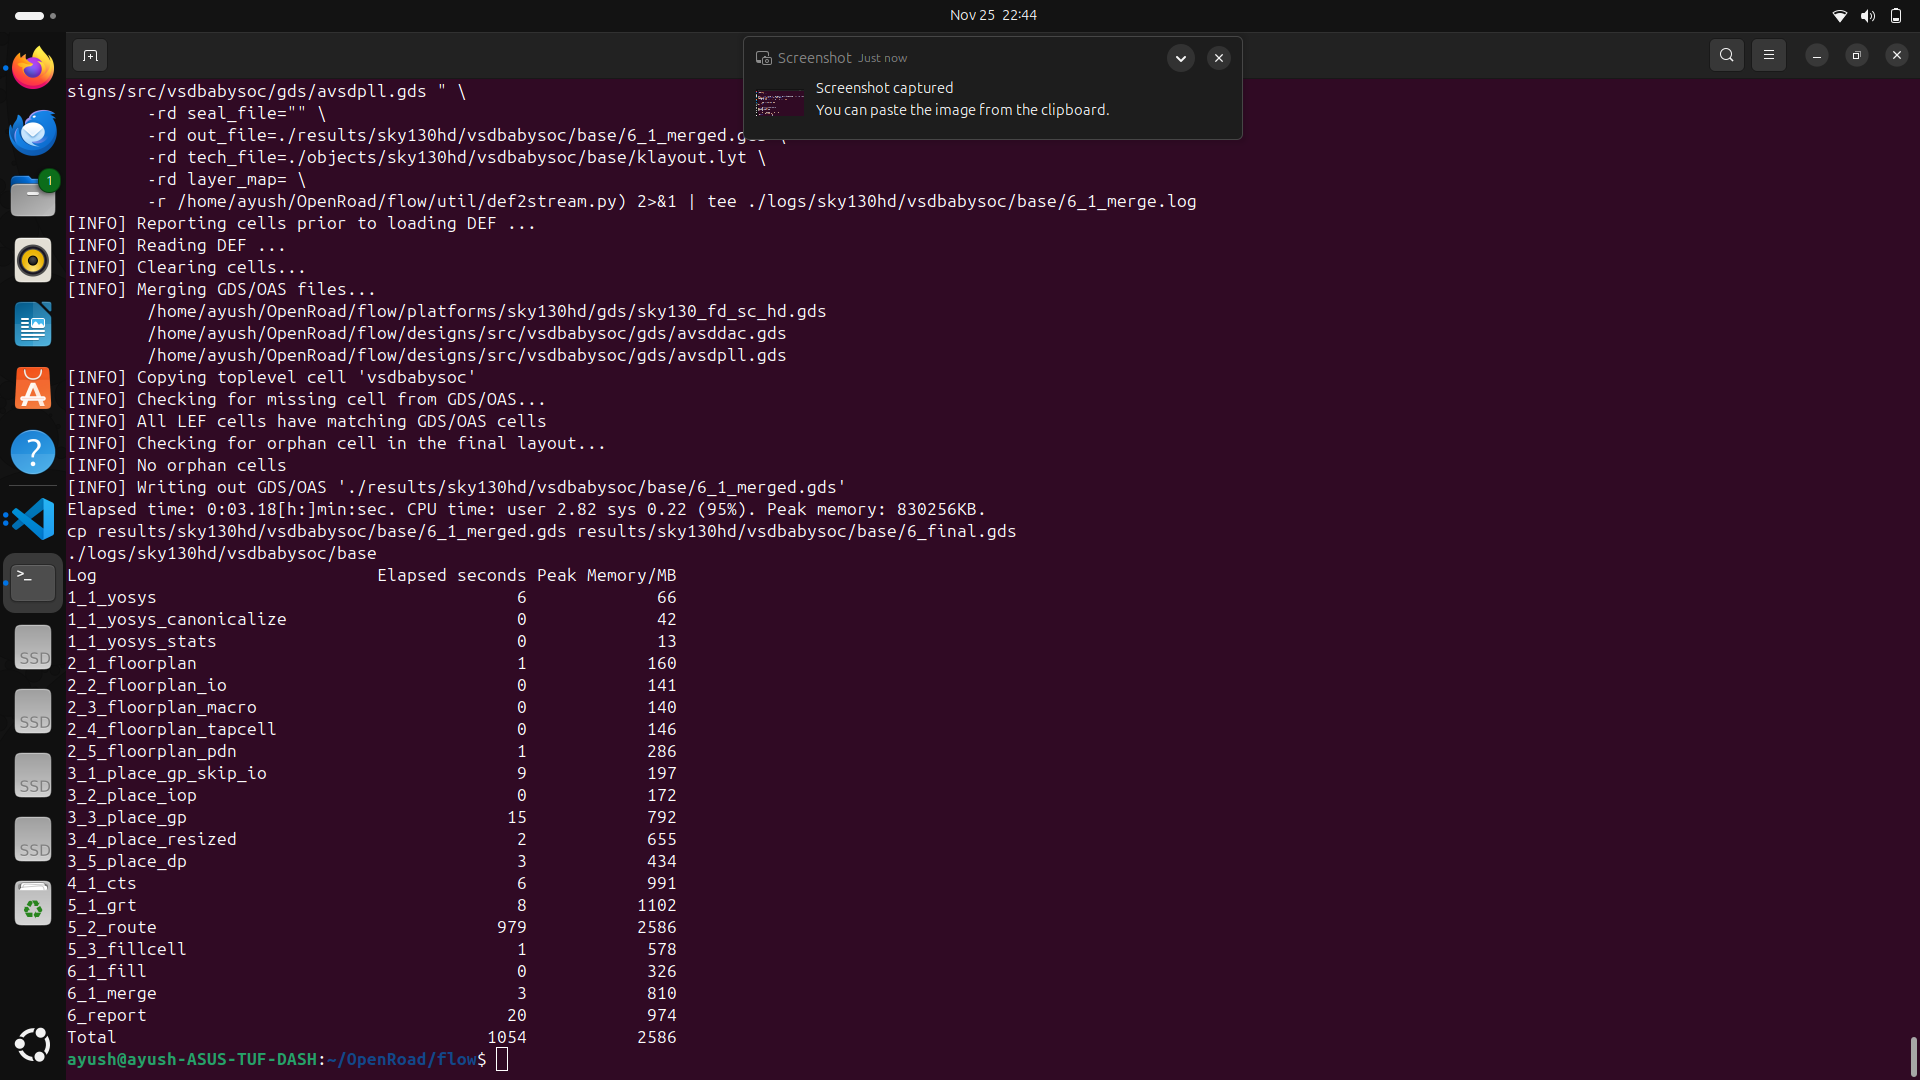 Nov 25 22:44
Screenshot Just now
Screenshot captured
You can paste the image from the clipboard.
1
SSD
SSD
SSD
SSD
signs/src/vsdbabysoc/gds/avsdpll.gds " \
        -rd seal_file="" \
        -rd out_file=./results/sky130hd/vsdbabysoc/base/6_1_merged.gds \
        -rd tech_file=./objects/sky130hd/vsdbabysoc/base/klayout.lyt \
        -rd layer_map= \
        -r /home/ayush/OpenRoad/flow/util/def2stream.py) 2>&1 | tee ./logs/sky130hd/vsdbabysoc/base/6_1_merge.log
[INFO] Reporting cells prior to loading DEF ...
[INFO] Reading DEF ...
[INFO] Clearing cells...
[INFO] Merging GDS/OAS files...
        /home/ayush/OpenRoad/flow/platforms/sky130hd/gds/sky130_fd_sc_hd.gds
        /home/ayush/OpenRoad/flow/designs/src/vsdbabysoc/gds/avsddac.gds
        /home/ayush/OpenRoad/flow/designs/src/vsdbabysoc/gds/avsdpll.gds
[INFO] Copying toplevel cell 'vsdbabysoc'
[INFO] Checking for missing cell from GDS/OAS...
[INFO] All LEF cells have matching GDS/OAS cells
[INFO] Checking for orphan cell in the final layout...
[INFO] No orphan cells
[INFO] Writing out GDS/OAS './results/sky130hd/vsdbabysoc/base/6_1_merged.gds'
Elapsed time: 0:03.18[h:]min:sec. CPU time: user 2.82 sys 0.22 (95%). Peak memory: 830256KB.
cp results/sky130hd/vsdbabysoc/base/6_1_merged.gds results/sky130hd/vsdbabysoc/base/6_final.gds
./logs/sky130hd/vsdbabysoc/base
Log                            Elapsed seconds Peak Memory/MB
1_1_yosys                                    6             66
1_1_yosys_canonicalize                       0             42
1_1_yosys_stats                              0             13
2_1_floorplan                                1            160
2_2_floorplan_io                             0            141
2_3_floorplan_macro                          0            140
2_4_floorplan_tapcell                        0            146
2_5_floorplan_pdn                            1            286
3_1_place_gp_skip_io                         9            197
3_2_place_iop                                0            172
3_3_place_gp                                15            792
3_4_place_resized                            2            655
3_5_place_dp                                 3            434
4_1_cts                                      6            991
5_1_grt                                      8           1102
5_2_route                                  979           2586
5_3_fillcell                                 1            578
6_1_fill                                     0            326
6_1_merge                                    3            810
6_report                                    20            974
Total                                     1054           2586
ayush@ayush-ASUS-TUF-DASH:~/OpenRoad/flow$